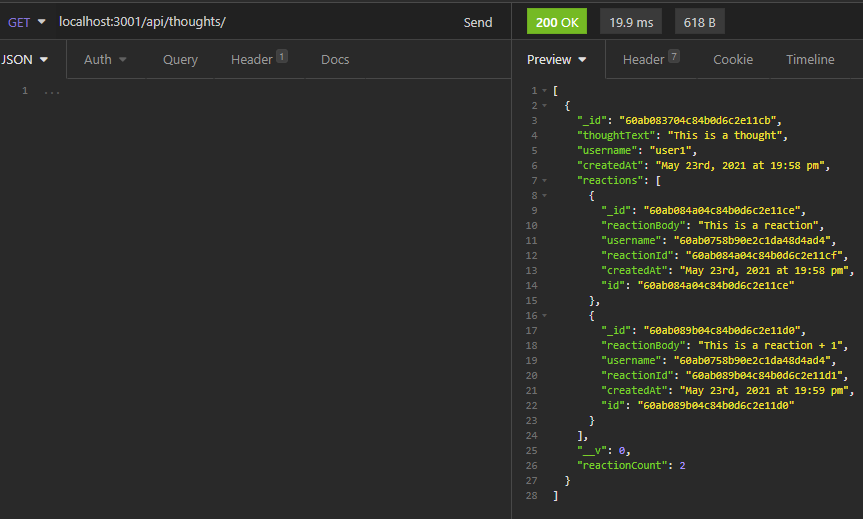 GET localhost:3001/api/thoughts/ Send
200 OK 19.9 ms 618 B
JSON Auth Query Header 1 Docs
Preview Header 7 Cookie Timeline
1 ...
1 [
2 {
3 "_id": "60ab083704c84b0d6c2e11cb",
4 "thoughtText": "This is a thought",
5 "username": "user1",
6 "createdAt": "May 23rd, 2021 at 19:58 pm",
7 "reactions": [
8 {
9 "_id": "60ab084a04c84b0d6c2e11ce",
10 "reactionBody": "This is a reaction",
11 "username": "60ab0758b90e2c1da48d4ad4",
12 "reactionId": "60ab084a04c84b0d6c2e11cf",
13 "createdAt": "May 23rd, 2021 at 19:58 pm",
14 "id": "60ab084a04c84b0d6c2e11ce"
15 },
16 {
17 "_id": "60ab089b04c84b0d6c2e11d0",
18 "reactionBody": "This is a reaction + 1",
19 "username": "60ab0758b90e2c1da48d4ad4",
20 "reactionId": "60ab089b04c84b0d6c2e11d1",
21 "createdAt": "May 23rd, 2021 at 19:59 pm",
22 "id": "60ab089b04c84b0d6c2e11d0"
23 }
24 ],
25 "__v": 0,
26 "reactionCount": 2
27 }
28 ]